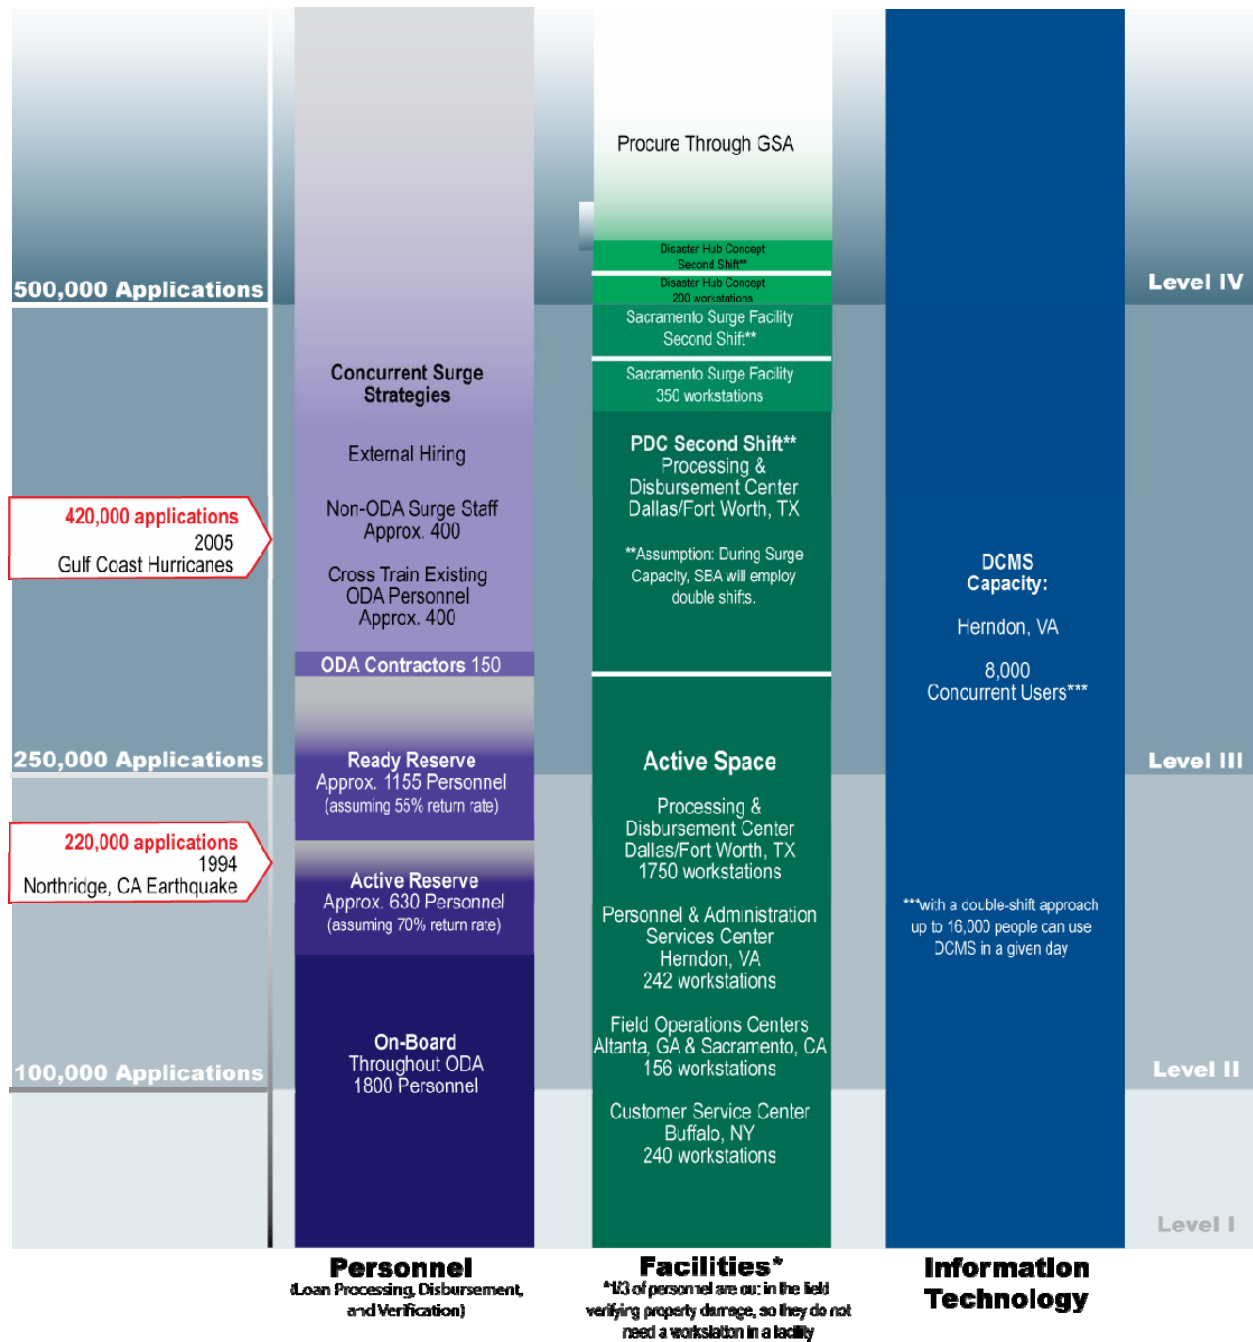 500,000 Applications
420,000 applications
2005
Gulf Coast Hurricanes
250,000 Applications
220,000 applications
1994
Northridge, CA Earthquake
100,000 Applications
Concurrent Surge
Strategies
External Hiring
Non-ODA Surge Staff
Approx. 400
Cross Train Existing
ODA Personnel
Approx. 400
ODA Contractors 150
Ready Reserve
Approx. 1155 Personnel
(assuming 55% return rate)
Active Reserve
Approx. 630 Personnel
(assuming 70% return rate)
On-Board
Throughout ODA
1800 Personnel
Personnel
(Loan Processing, Disbursement,
and Verification)
Procure Through GSA
Disaster Hub Concept
Second Shift**
Disaster Hub Concept
200 workstations
Sacramento Surge Facility
Second Shift**
Sacramento Surge Facility
350 workstations
PDC Second Shift**
Processing &
Disbursement Center
Dallas/Fort Worth, TX
**Assumption: During Surge
Capacity, SBA will employ
double shifts.
Active Space
Processing &
Disbursement Center
Dallas/Fort Worth, TX
1750 workstations
Personnel & Administration
Services Center
Herndon, VA
242 workstations
Field Operations Centers
Altanta, GA & Sacramento, CA
156 workstations
Customer Service Center
Buffalo, NY
240 workstations
Facilities*
*1/3 of personnel are out in the field
verifying property damage, so they do not
need a workstation in a facility
DCMS
Capacity:
Herndon, VA
8,000
Concurrent Users***
***with a double-shift approach
up to 16,000 people can use
DCMS in a given day
Information
Technology
Level IV
Level III
Level II
Level I